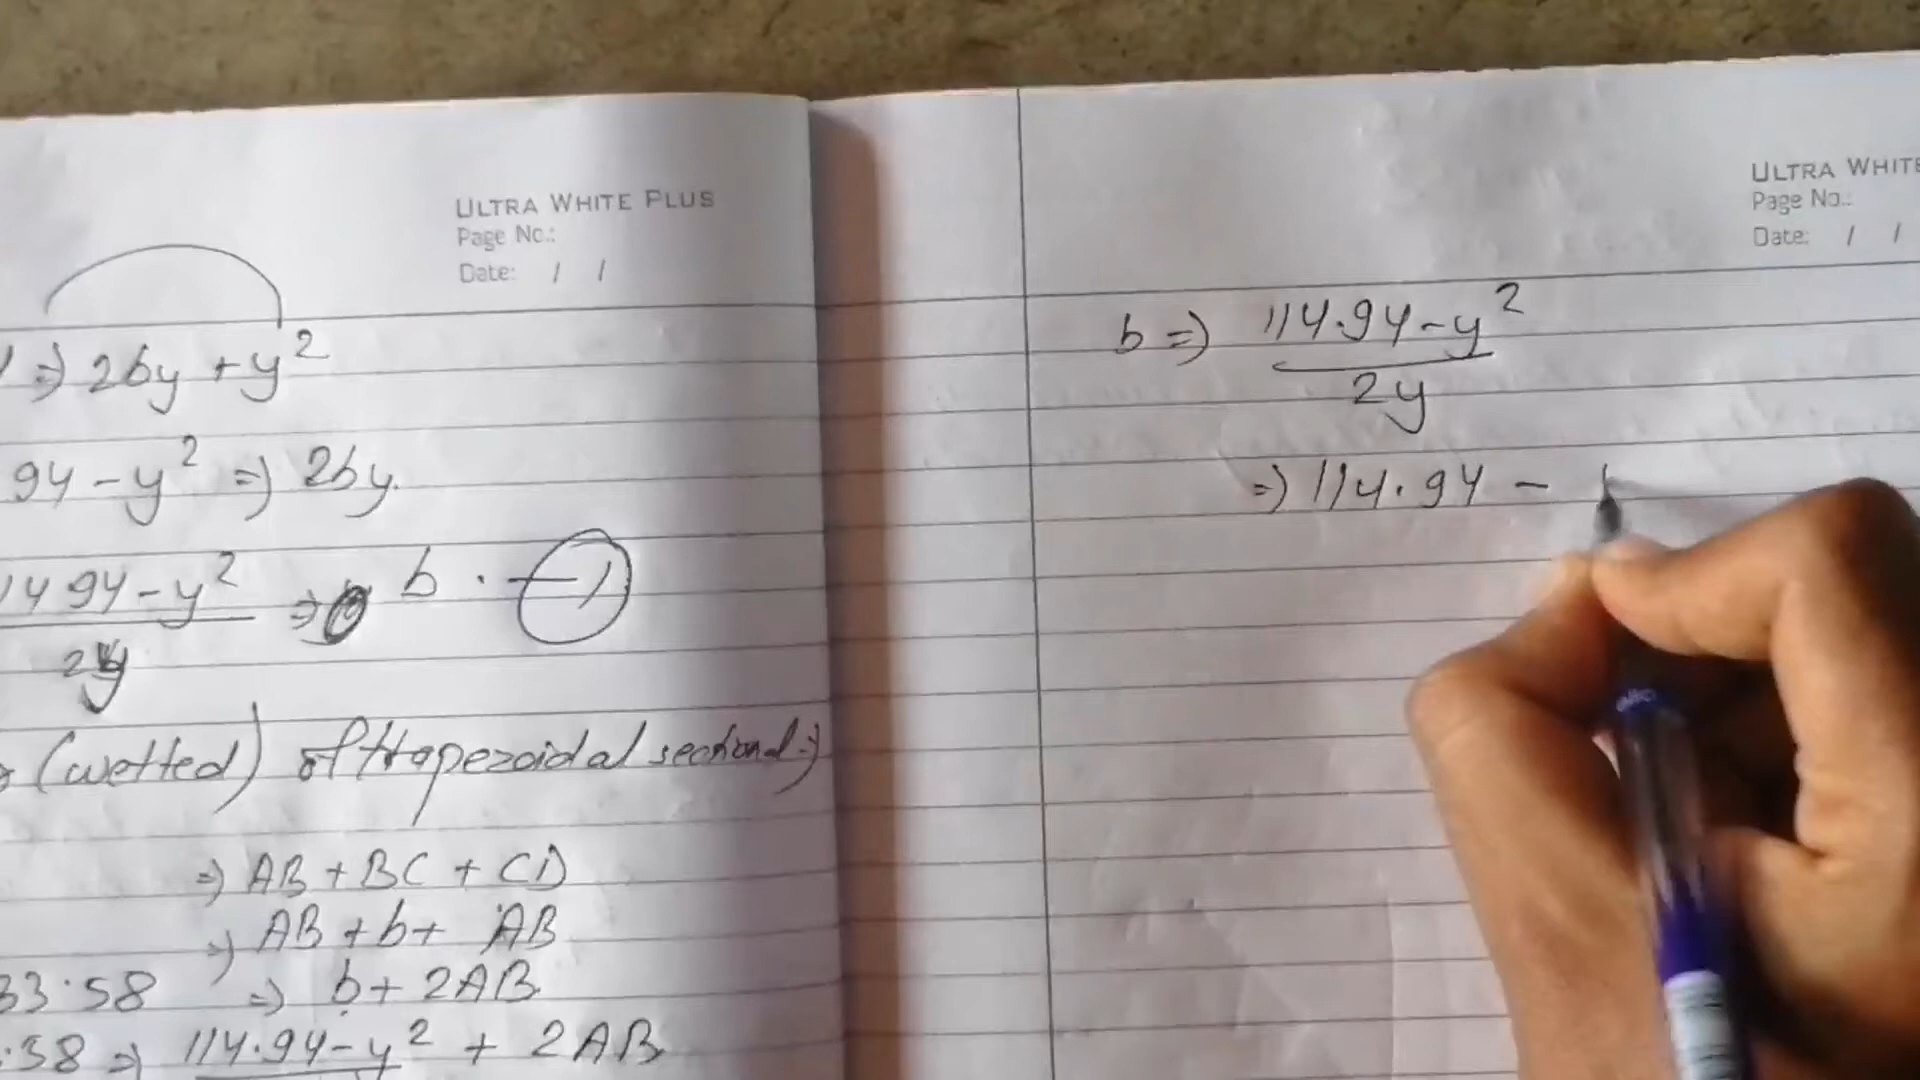 ULTRA WHITE PLUS
Page No.:
Date: / /
⇒ 2by + y²
94 - y² ⇒ 2by.
14 94 - y² ⇒ b. — 1
2y
(wetted) of trapezoidal sectional ⇒
⇒ AB + BC + CD
⇒ AB + b + AB
33.58 ⇒ b + 2AB
.58 ⇒ 114.94 - y² + 2AB
ULTRA WHITE
Page No.:
Date: / /
b ⇒ 114.94 - y²
2y
⇒ 114.94 -